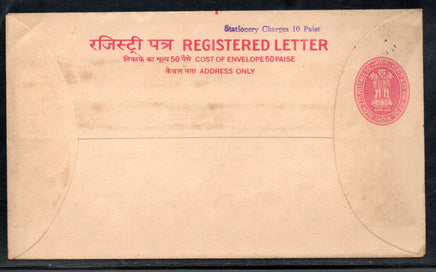 Stationery Charges 10 Paise
रजिस्ट्री पत्र REGISTERED LETTER
लिफाफे का मूल्य 50 पैसे COST OF ENVELOPE 50 PAISE
केवल पता ADDRESS ONLY